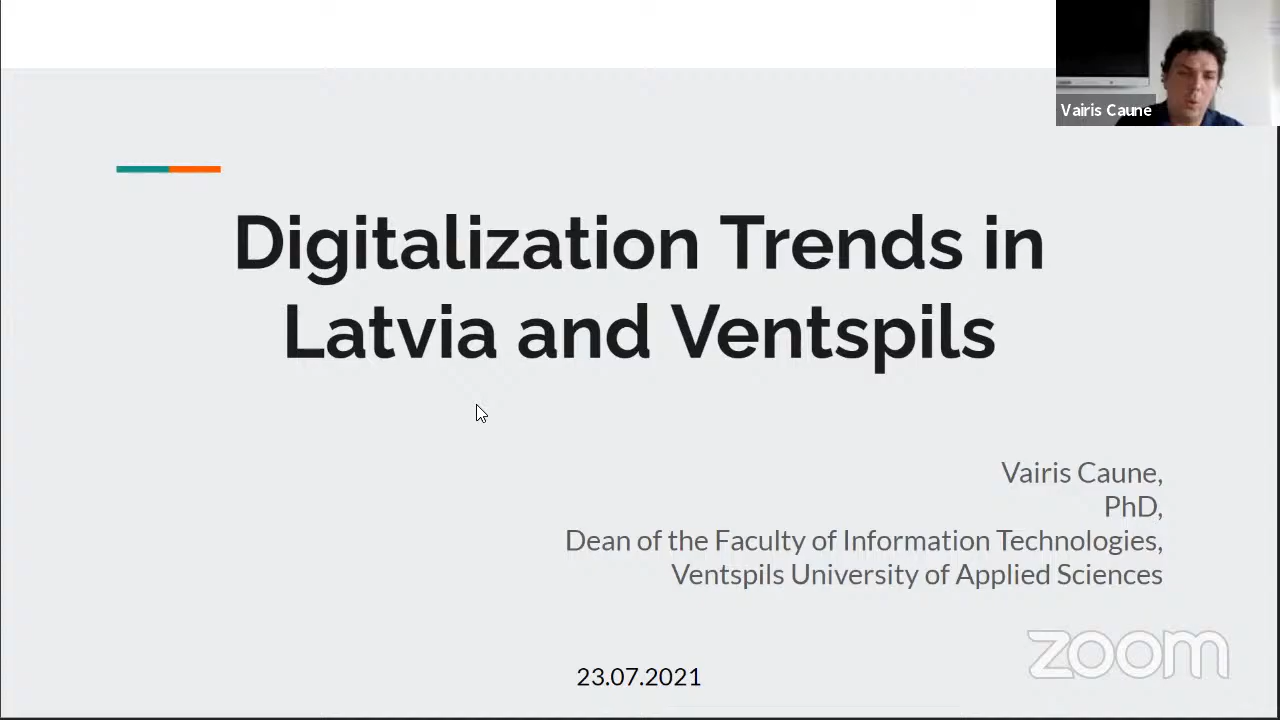 Vairis Caune
Digitalization Trends in
Latvia and Ventspils
Vairis Caune,
PhD,
Dean of the Faculty of Information Technologies,
Ventspils University of Applied Sciences
zoom
23.07.2021